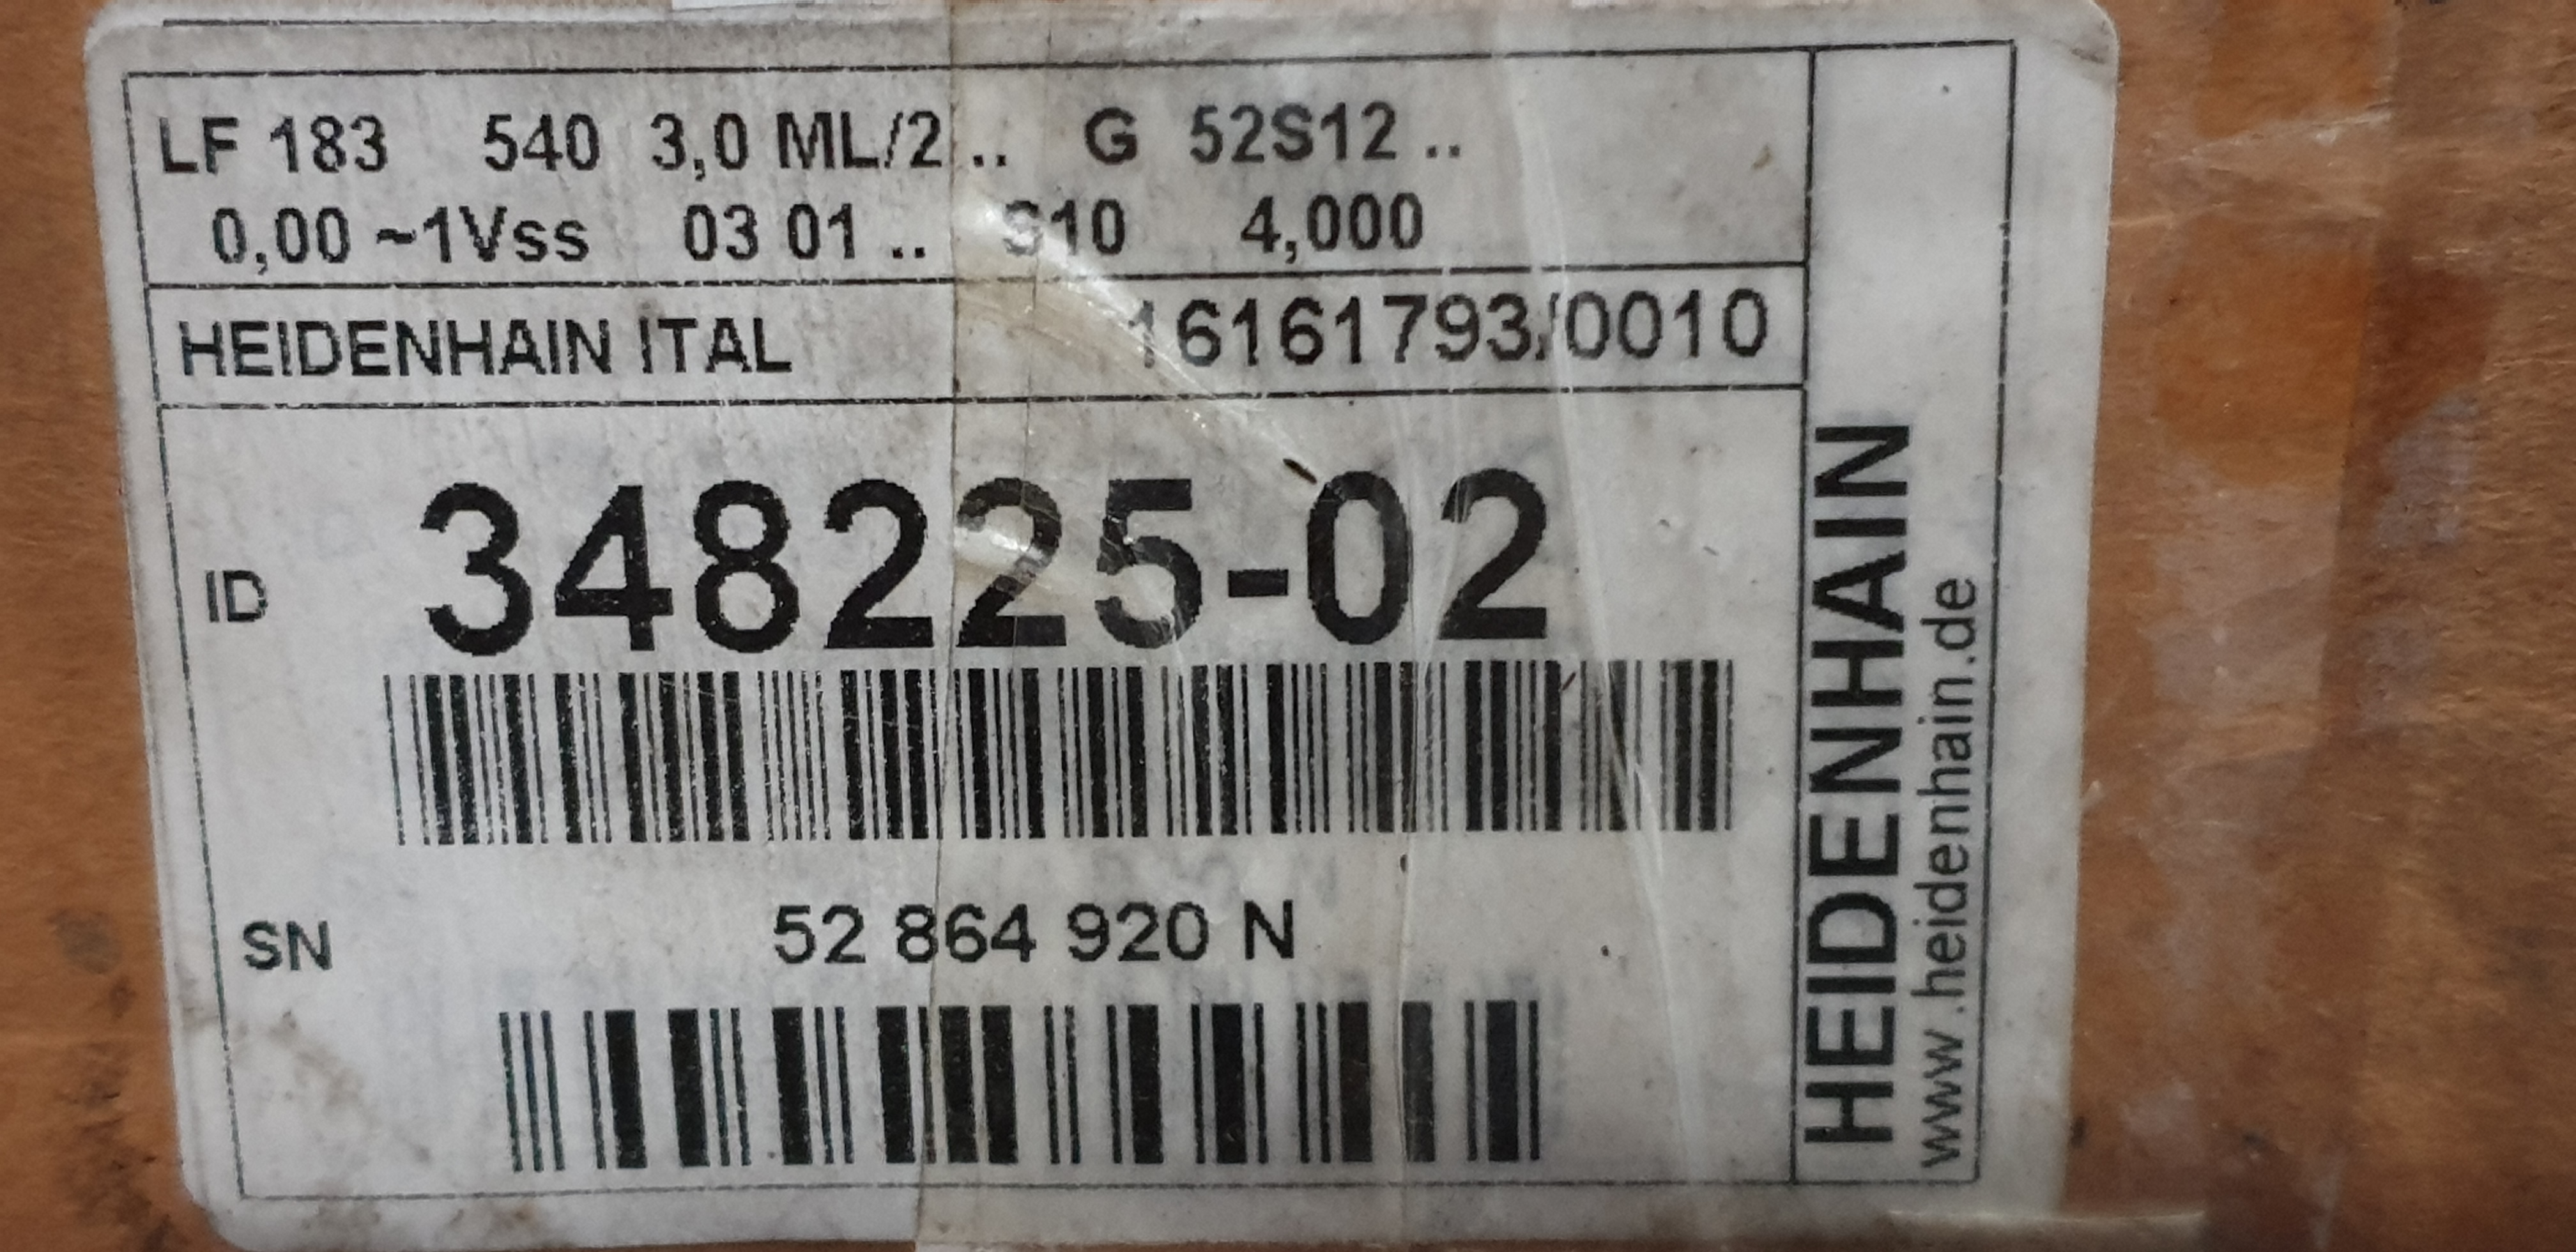 LF 183 540 3,0 ML/2 .. G 52S12 ..
0,00 ~1Vss 03 01 .. S10 4,000
HEIDENHAIN ITAL 16161793/0010
ID 348225-02
SN 52 864 920 N
HEIDENHAIN
www.heidenhain.de